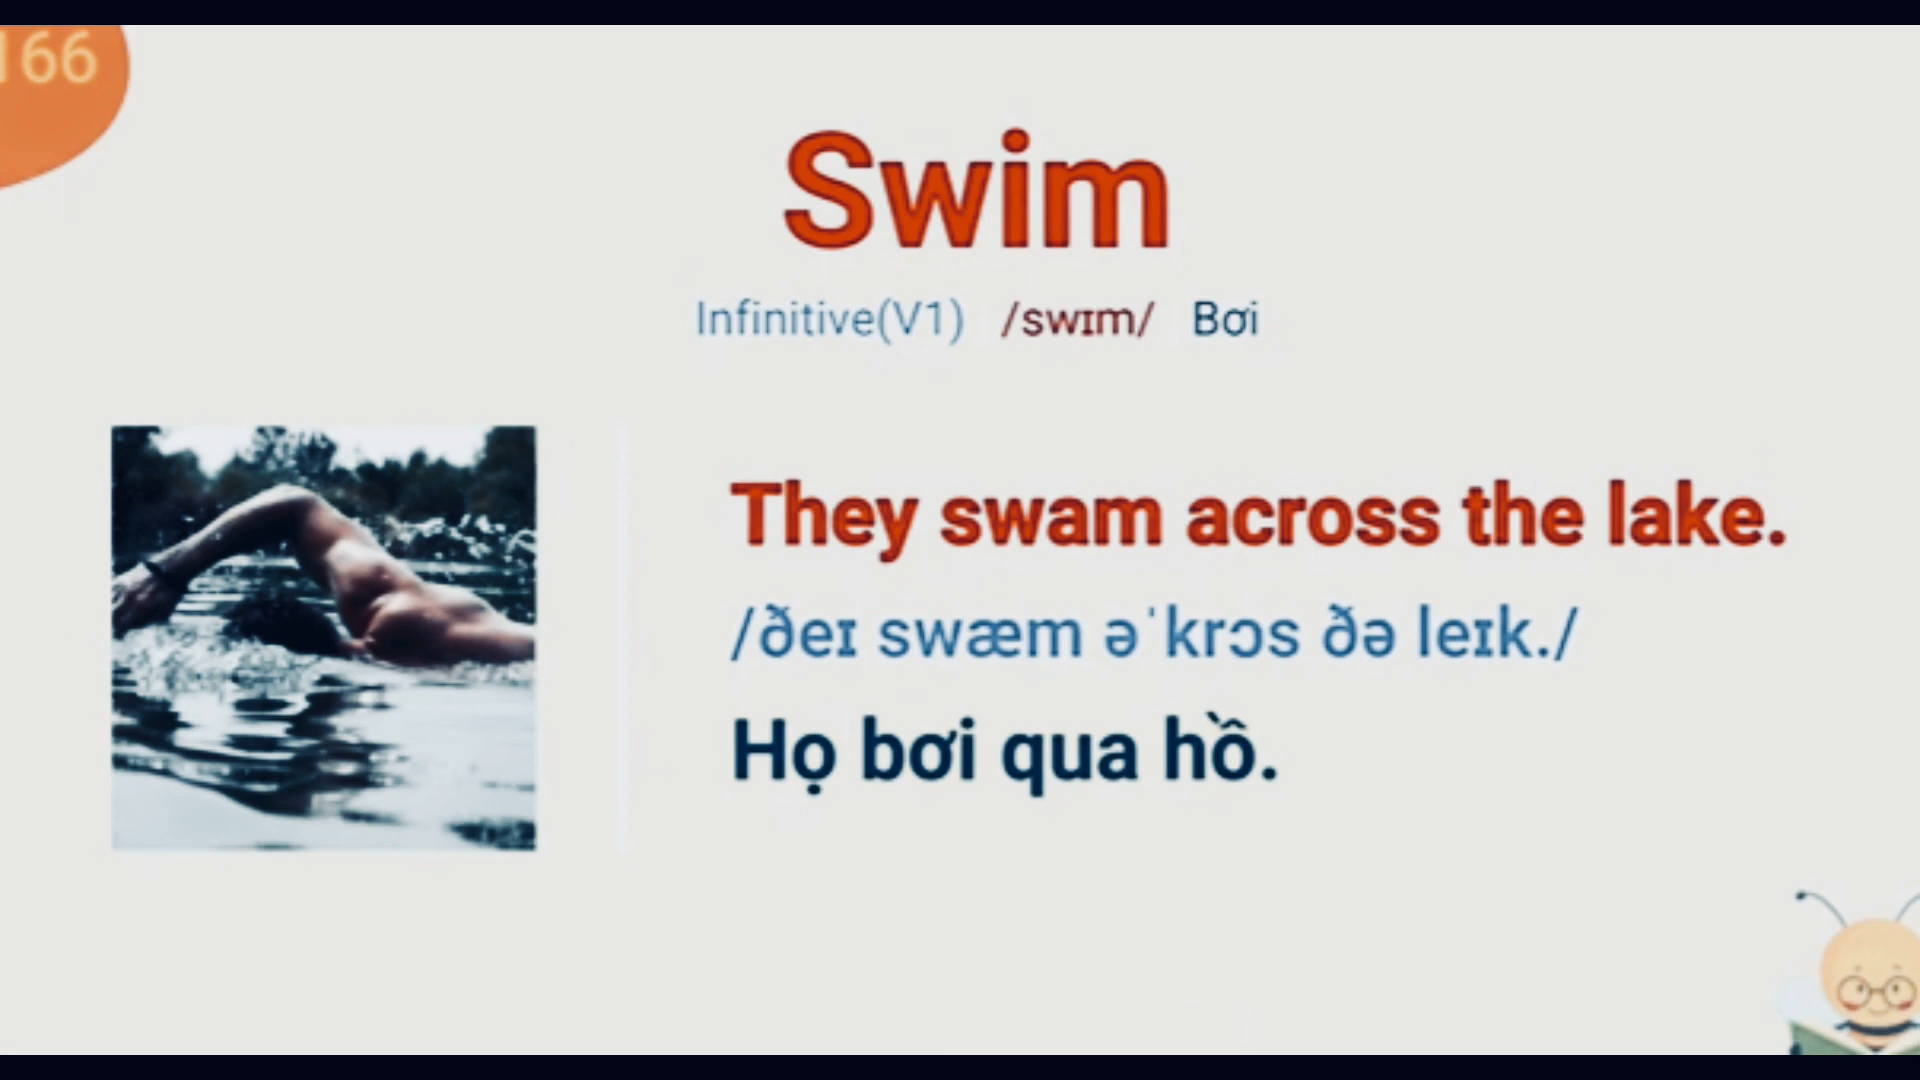 166
Swim
Infinitive(V1) /swɪm/ Bơi
They swam across the lake.
/ðeɪ swæm əˈkrɔs ðə leɪk./
Họ bơi qua hồ.